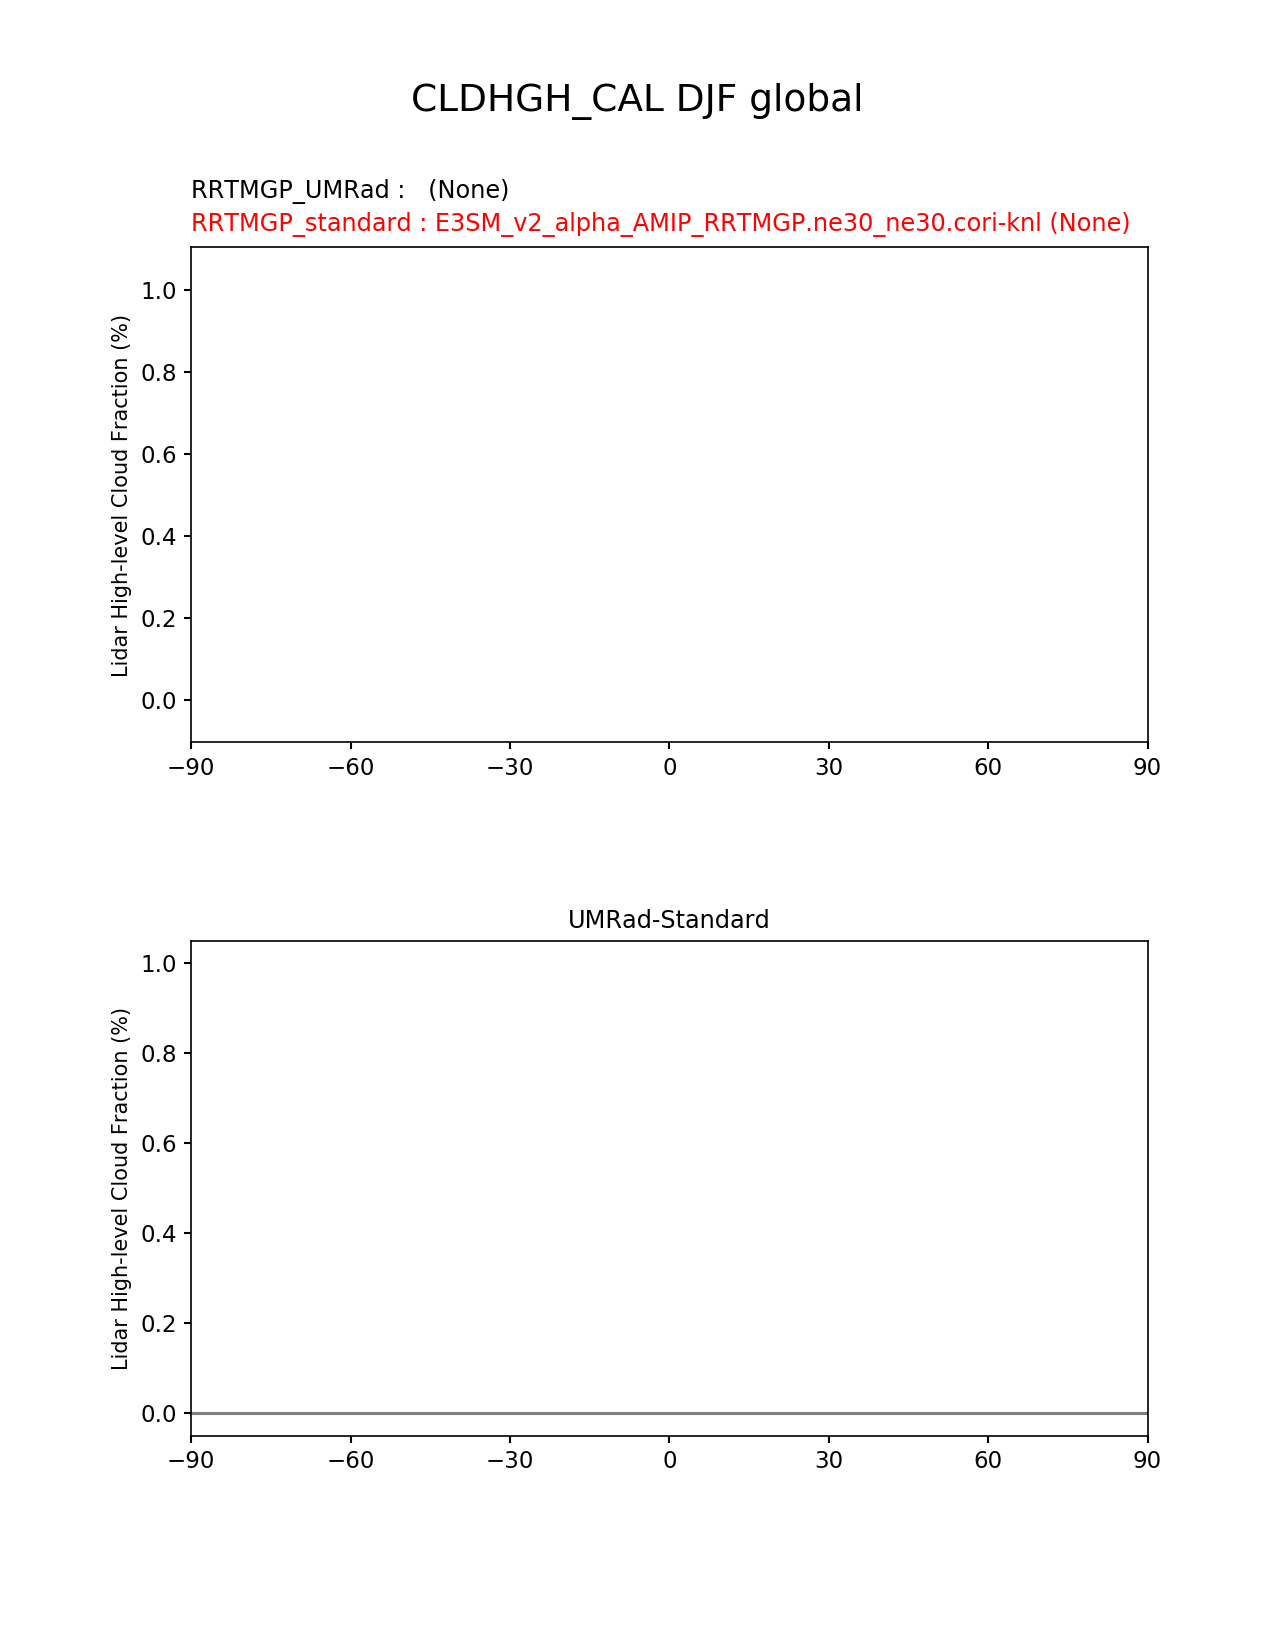 CLDHGH_CAL DJF global
RRTMGP_UMRad :   (None)
RRTMGP_standard : E3SM_v2_alpha_AMIP_RRTMGP.ne30_ne30.cori-knl (None)
Lidar High-level Cloud Fraction (%)
1.0
0.8
0.6
0.4
0.2
0.0
−90 −60 −30 0 30 60 90
UMRad-Standard
Lidar High-level Cloud Fraction (%)
1.0
0.8
0.6
0.4
0.2
0.0
−90 −60 −30 0 30 60 90